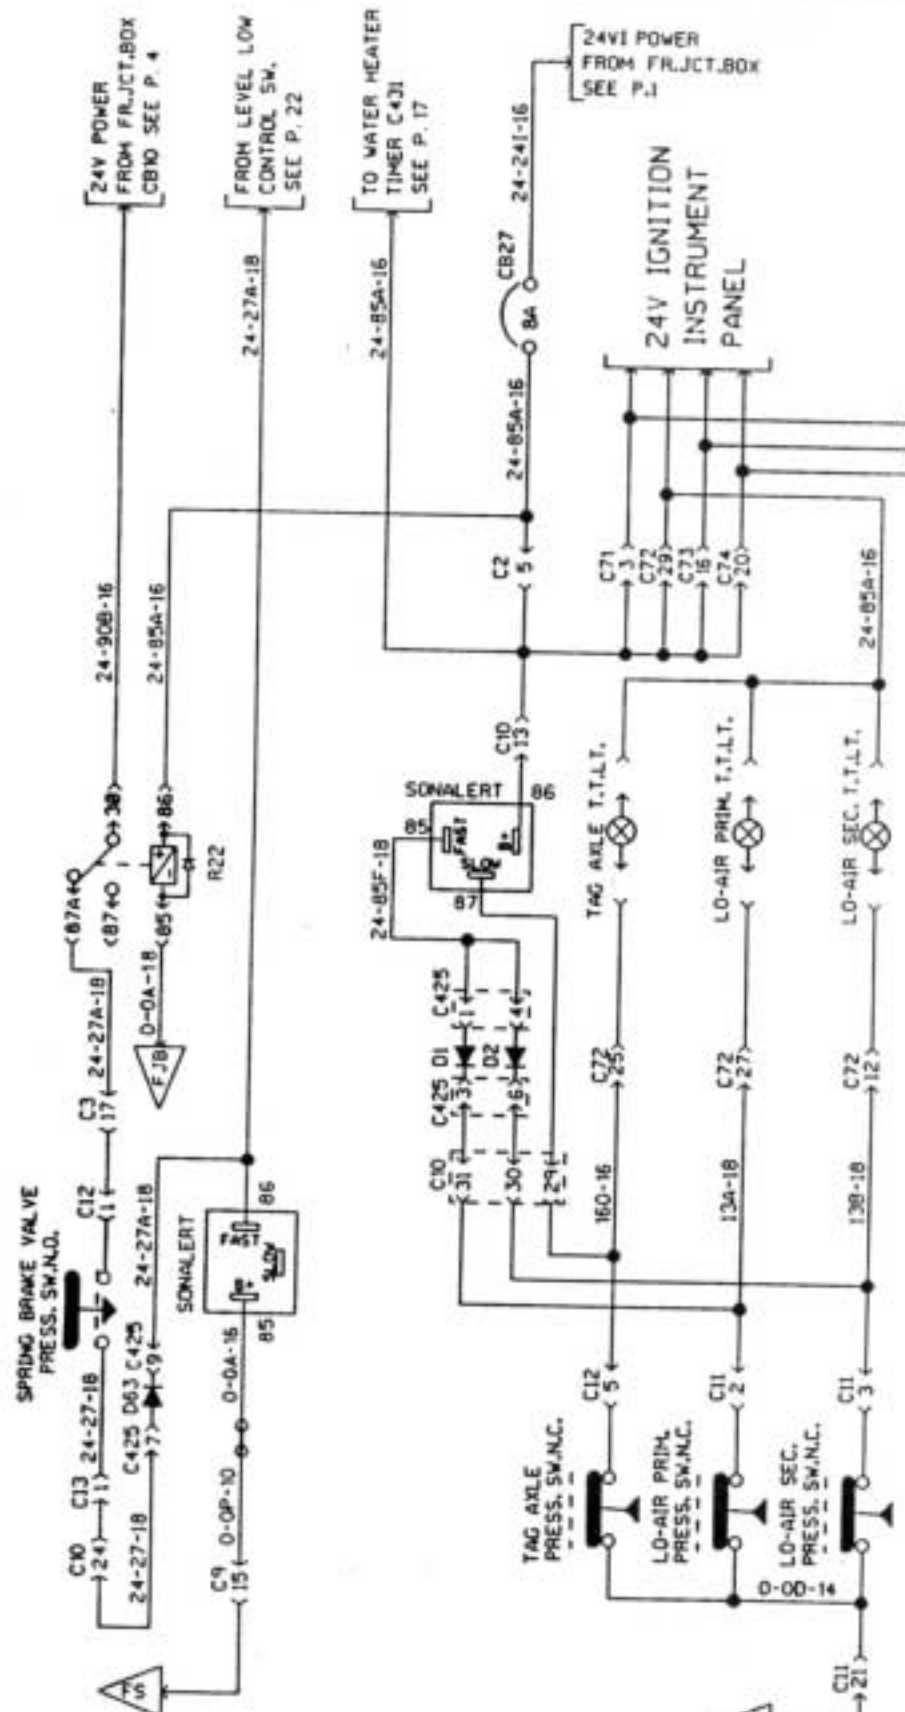 24V POWER
FROM FR.JCT.BOX
CB10 SEE P. 4
FROM LEVEL LOW
CONTROL SW.
SEE P. 22
TO WATER HEATER
TIMER C431
SEE P. 17
24VI POWER
FROM FR.JCT.BOX
SEE P.1
24-241-16
CB27
8A
24V IGNITION
INSTRUMENT
PANEL
24-27A-18
24-85A-16
24-85A-16
24-90B-16
24-85A-16
C2
5
C71
3
C72
29
C73
16
C74
20
24-85A-16
30
86
87A
87
85
R22
C10
13
SONALERT
86
85
FAST
B+
SLOW
87
24-85F-18
TAG AXLE T.T.LT.
LO-AIR PRIM. T.T.LT.
LO-AIR SEC. T.T.LT.
24-27A-18
0-0A-18
FJB
C425
1
4
D1
D2
C425
3
6
C10
31
30
29
C72
25
C72
27
C72
12
160-16
13A-18
13B-18
C3
17
C12
1
SPRING BRAKE VALVE
PRESS. SW.N.O.
24-27A-18
SONALERT
86
FAST
SLOW
B+
85
24-27-18
C425 D63 C425
7
9
0-0A-16
C13
1
C10
24
24-27-18
0-0P-10
C9
15
FS
C12
5
C11
2
C11
3
TAG AXLE
PRESS. SW.N.C.
LO-AIR PRIM.
PRESS. SW.N.C.
LO-AIR SEC.
PRESS. SW.N.C.
0-0D-14
C11
21